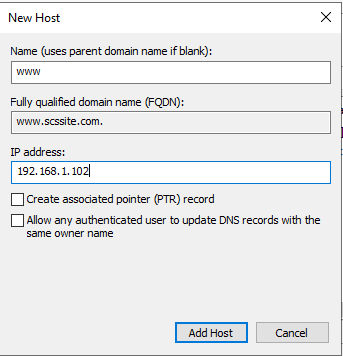 New Host
Name (uses parent domain name if blank):
www
Fully qualified domain name (FQDN):
www.scssite.com.
IP address:
192.168.1.102
Create associated pointer (PTR) record
Allow any authenticated user to update DNS records with the
same owner name
Add Host
Cancel